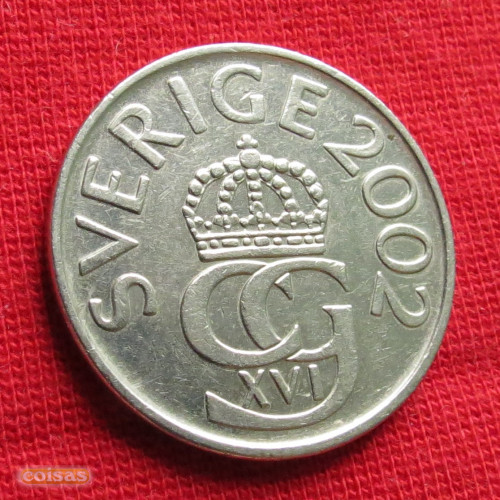 SVERIGE 2002
CG
XVI
coisas